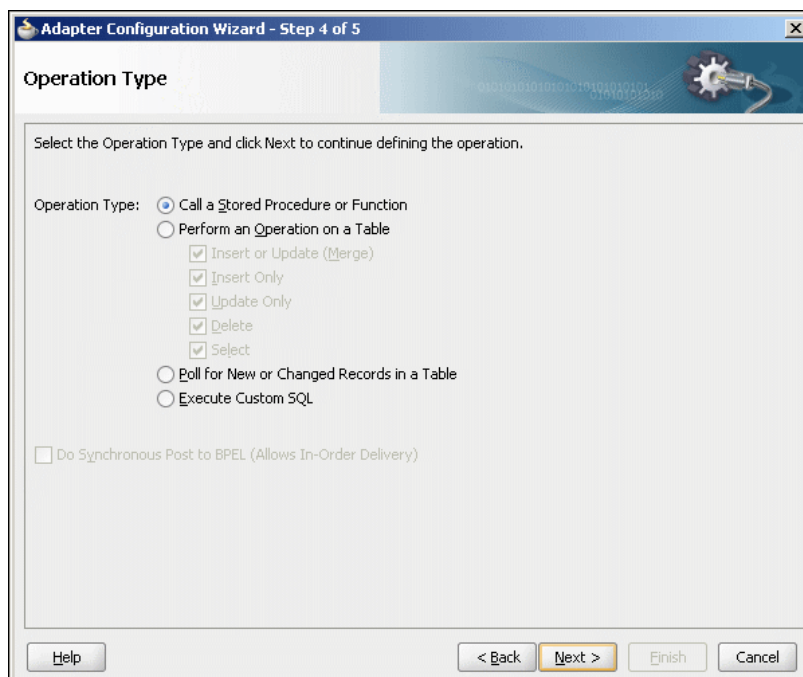 Adapter Configuration Wizard - Step 4 of 5
Operation Type
0101010101010101010101010101
01010101010
Select the Operation Type and click Next to continue defining the operation.
Operation Type: Call a Stored Procedure or Function
Perform an Operation on a Table
Insert or Update (Merge)
Insert Only
Update Only
Delete
Select
Poll for New or Changed Records in a Table
Execute Custom SQL
Do Synchronous Post to BPEL (Allows In-Order Delivery)
Help < Back Next > Finish Cancel